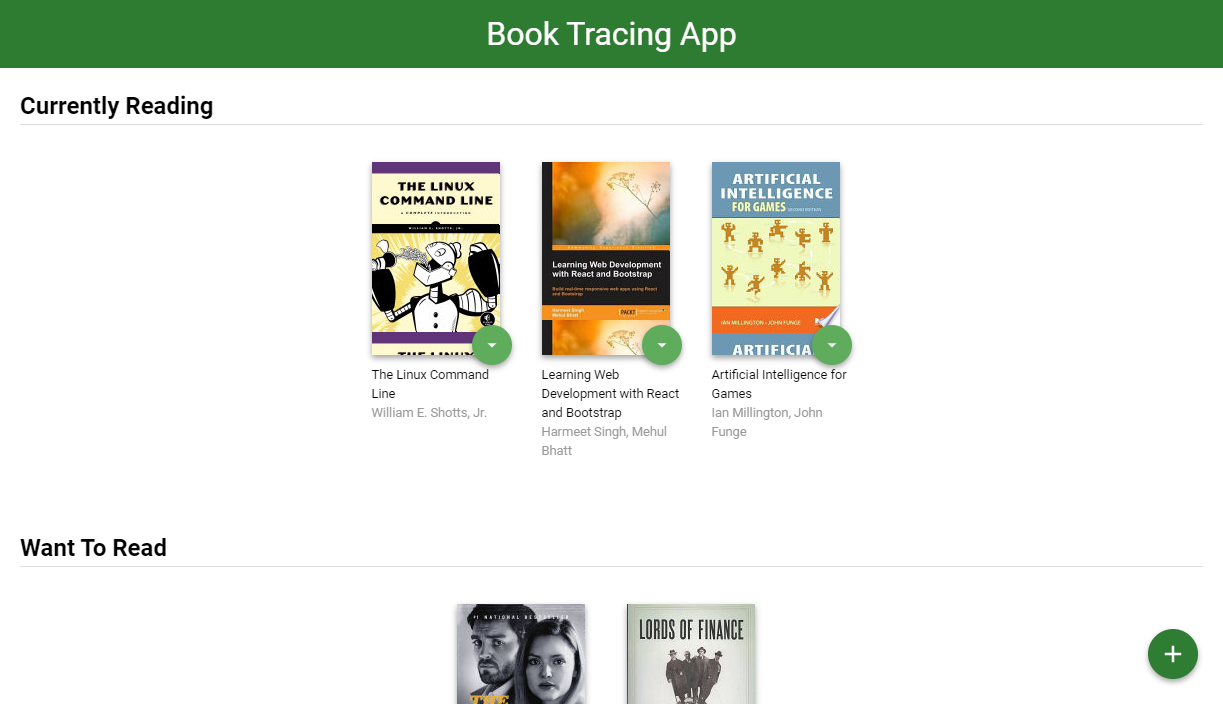 Book Tracing App
Currently Reading
THE LINUX
COMMAND LINE
A COMPLETE INTRODUCTION
WILLIAM E. SHOTTS, JR.
THE LINUX
Learning Web Development
with React and Bootstrap
Build real-time responsive web apps using React
and Bootstrap
Harmeet Singh
Mehul Bhatt
PACKT
ARTIFICIAL
INTELLIGENCE
FOR GAMES SECOND EDITION
IAN MILLINGTON • JOHN FUNGE
ARTIFICIA
The Linux Command
Line
William E. Shotts, Jr.
Learning Web
Development with React
and Bootstrap
Harmeet Singh, Mehul
Bhatt
Artificial Intelligence for
Games
Ian Millington, John
Funge
Want To Read
#1 NATIONAL BESTSELLER
THE
LORDS OF FINANCE